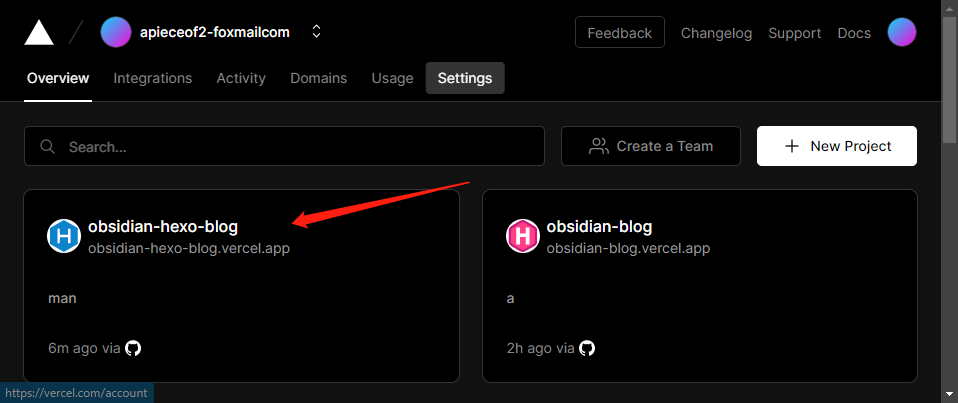 apieceof2-foxmailcom
Feedback Changelog Support Docs
Overview Integrations Activity Domains Usage Settings
Search... Create a Team New Project
obsidian-hexo-blog
obsidian-hexo-blog.vercel.app
man
6m ago via
obsidian-blog
obsidian-blog.vercel.app
a
2h ago via
https://vercel.com/account